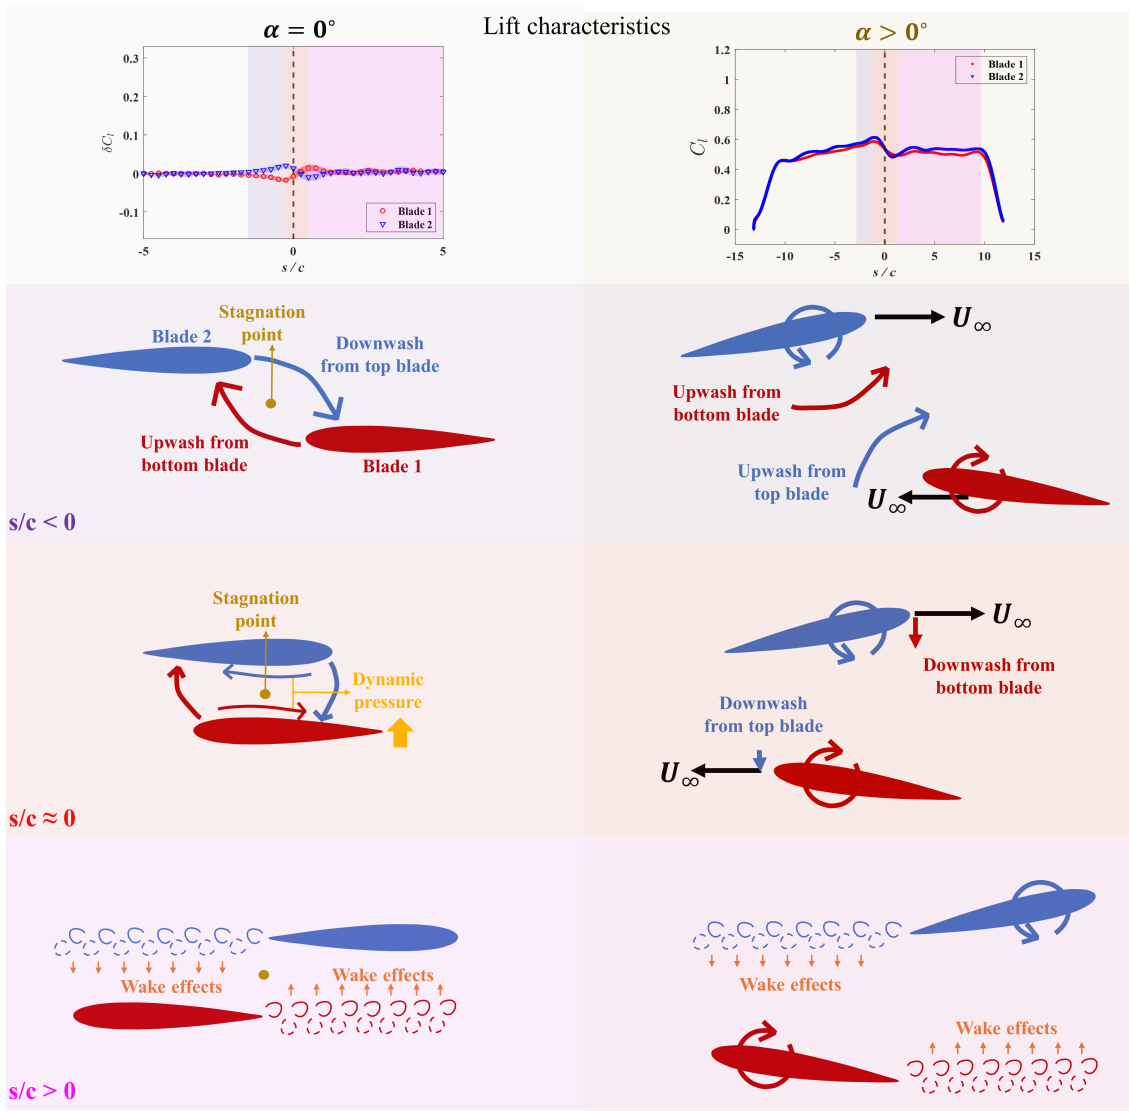 Lift characteristics
α = 0°
α > 0°
0.3
0.2
0.1
0
-0.1
δC_l
Blade 1
Blade 2
-5
0
5
s / c
1.2
1
0.8
0.6
0.4
0.2
0
C_l
Blade 1
Blade 2
-15
-10
-5
0
5
10
15
s / c
Stagnation
point
Blade 2
Downwash
from top blade
Upwash from
bottom blade
Blade 1
s/c < 0
U∞
Upwash from
bottom blade
Upwash from
top blade
U∞
Stagnation
point
Dynamic
pressure
s/c ≈ 0
U∞
Downwash from
bottom blade
Downwash
from top blade
U∞
Wake effects
Wake effects
s/c > 0
Wake effects
Wake effects